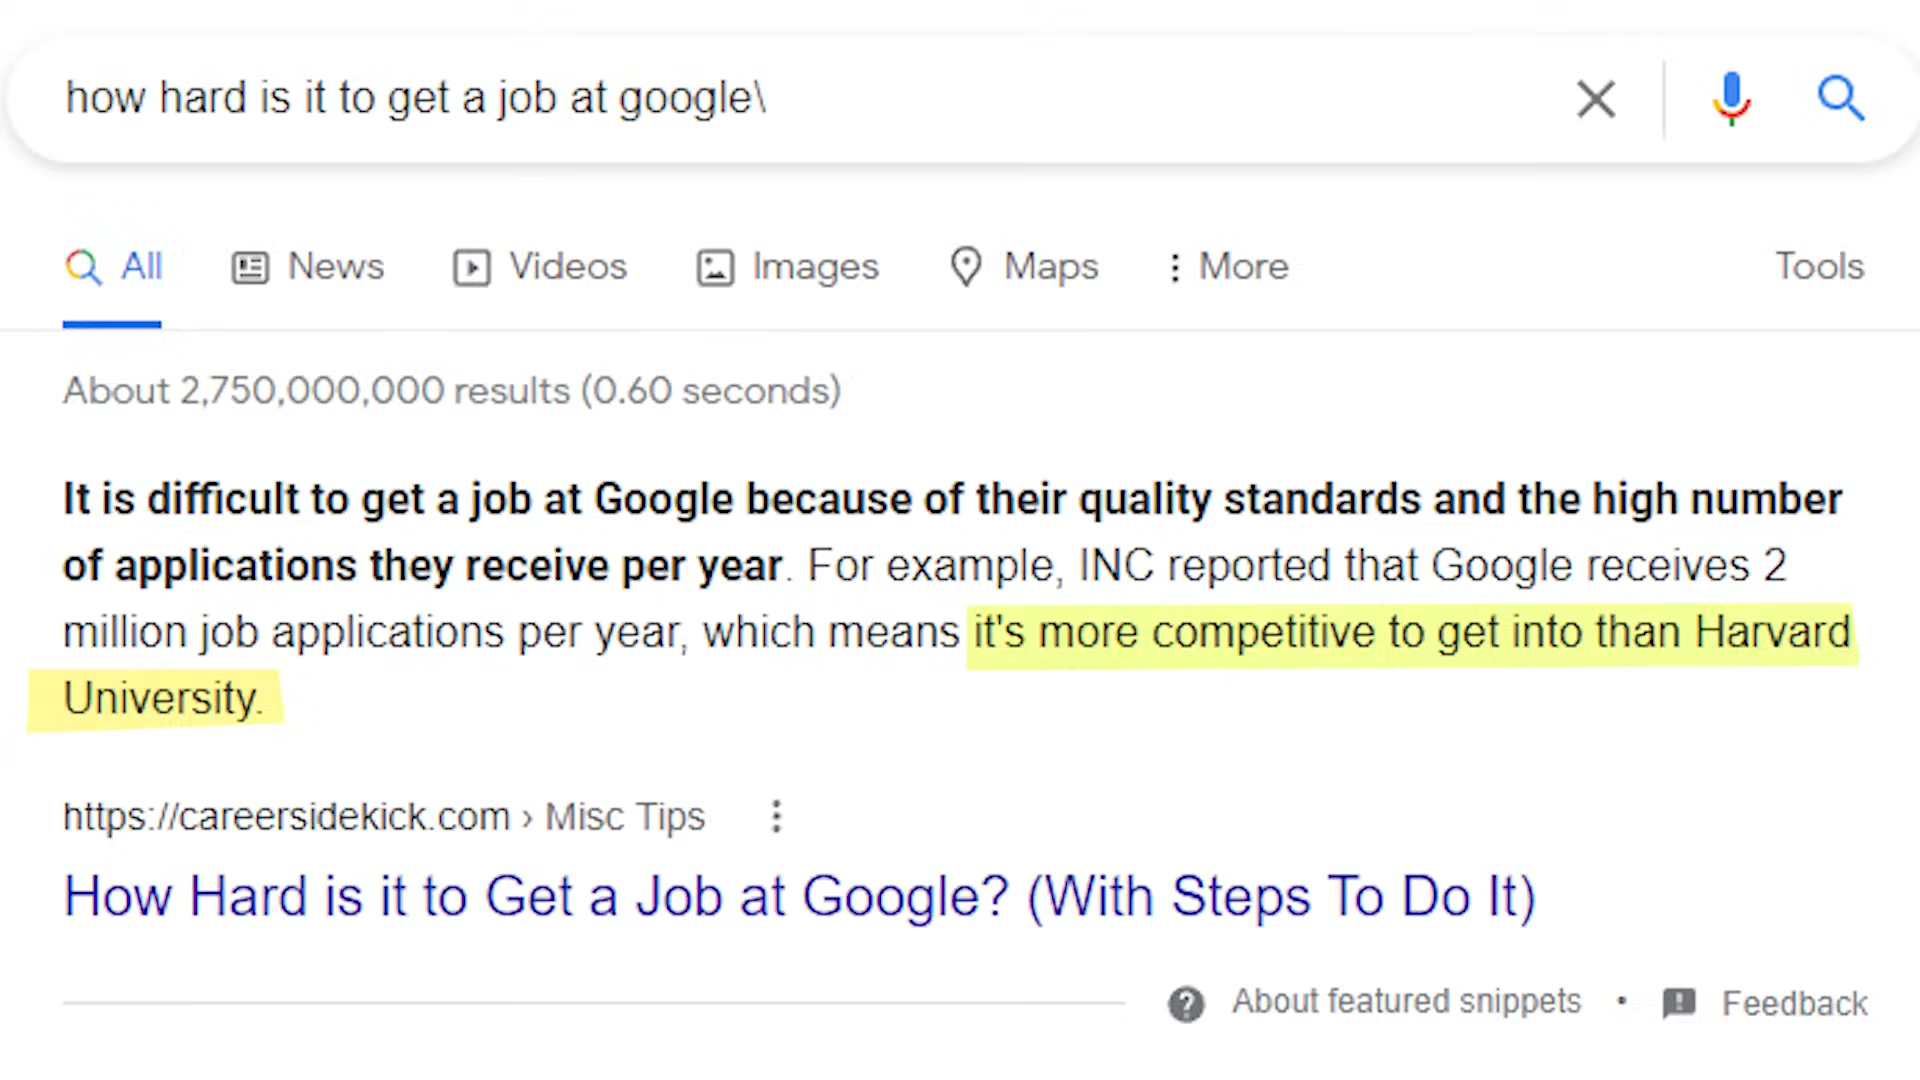 how hard is it to get a job at google\
All News Videos Images Maps More Tools
About 2,750,000,000 results (0.60 seconds)
It is difficult to get a job at Google because of their quality standards and the high number
of applications they receive per year. For example, INC reported that Google receives 2
million job applications per year, which means it's more competitive to get into than Harvard
University.
https://careersidekick.com › Misc Tips
How Hard is it to Get a Job at Google? (With Steps To Do It)
About featured snippets • Feedback